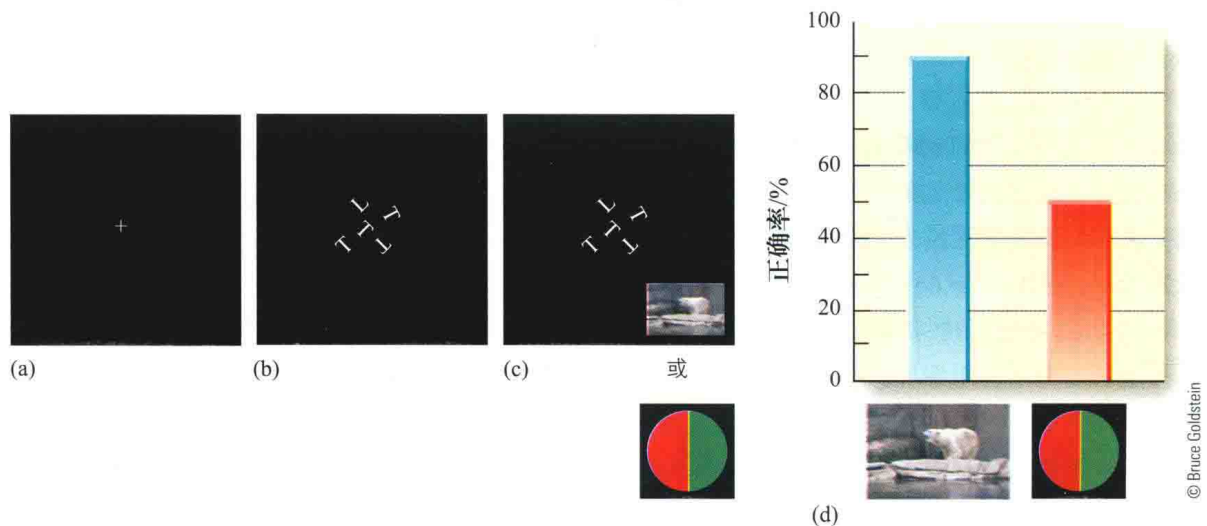 (a)
+
(b)
L T
T T T
(c)
L T
T T T
或
正确率/%
100
80
60
40
20
0
(d)
© Bruce Goldstein